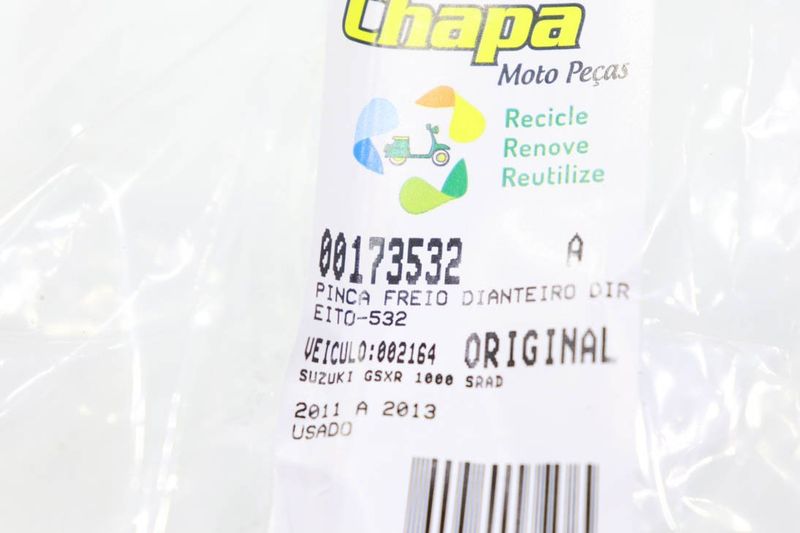 Chapa
Moto Peças
Recicle
Renove
Reutilize
00173532 A
PINCA FREIO DIANTEIRO DIR
EITO-532
VEICULO:002164 ORIGINAL
SUZUKI GSXR 1000 SRAD
2011 A 2013
USADO